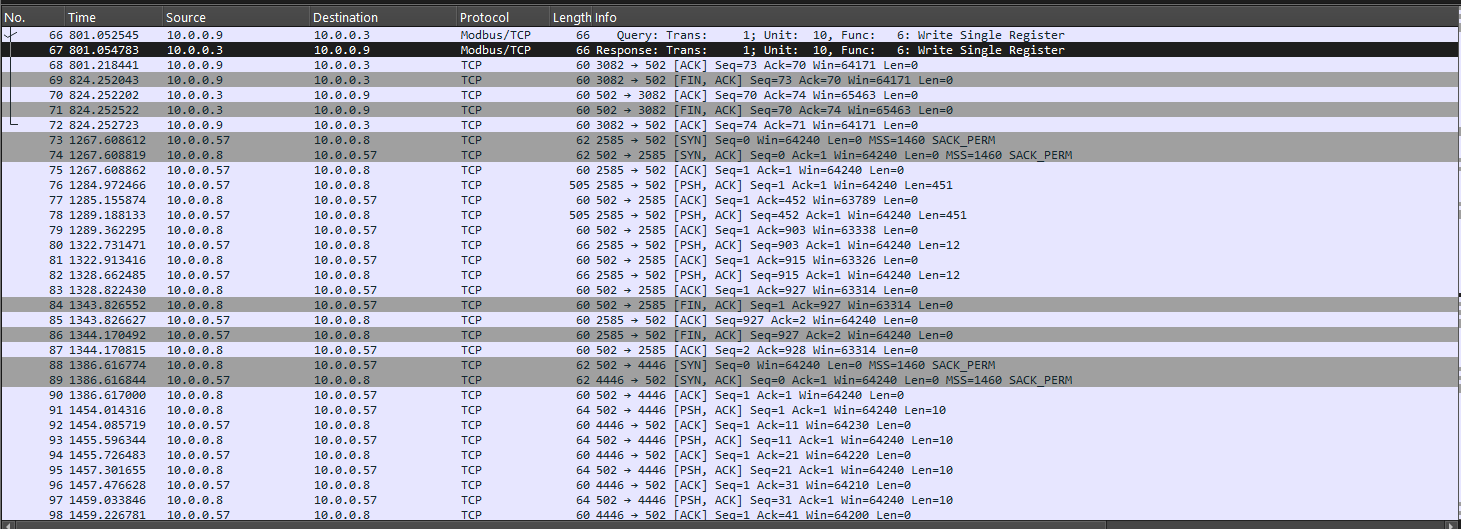 No. Time Source Destination Protocol Length Info
66 801.052545 10.0.0.9 10.0.0.3 Modbus/TCP 66 Query: Trans: 1; Unit: 10, Func: 6: Write Single Register
67 801.054783 10.0.0.3 10.0.0.9 Modbus/TCP 66 Response: Trans: 1; Unit: 10, Func: 6: Write Single Register
68 801.218441 10.0.0.9 10.0.0.3 TCP 60 3082 → 502 [ACK] Seq=73 Ack=70 Win=64171 Len=0
69 824.252043 10.0.0.9 10.0.0.3 TCP 60 3082 → 502 [FIN, ACK] Seq=73 Ack=70 Win=64171 Len=0
70 824.252202 10.0.0.3 10.0.0.9 TCP 60 502 → 3082 [ACK] Seq=70 Ack=74 Win=65463 Len=0
71 824.252522 10.0.0.3 10.0.0.9 TCP 60 502 → 3082 [FIN, ACK] Seq=70 Ack=74 Win=65463 Len=0
72 824.252723 10.0.0.9 10.0.0.3 TCP 60 3082 → 502 [ACK] Seq=74 Ack=71 Win=64171 Len=0
73 1267.608612 10.0.0.57 10.0.0.8 TCP 62 2585 → 502 [SYN] Seq=0 Win=64240 Len=0 MSS=1460 SACK_PERM
74 1267.608819 10.0.0.8 10.0.0.57 TCP 62 502 → 2585 [SYN, ACK] Seq=0 Ack=1 Win=64240 Len=0 MSS=1460 SACK_PERM
75 1267.608862 10.0.0.57 10.0.0.8 TCP 60 2585 → 502 [ACK] Seq=1 Ack=1 Win=64240 Len=0
76 1284.972466 10.0.0.57 10.0.0.8 TCP 505 2585 → 502 [PSH, ACK] Seq=1 Ack=1 Win=64240 Len=451
77 1285.155874 10.0.0.8 10.0.0.57 TCP 60 502 → 2585 [ACK] Seq=1 Ack=452 Win=63789 Len=0
78 1289.188133 10.0.0.57 10.0.0.8 TCP 505 2585 → 502 [PSH, ACK] Seq=452 Ack=1 Win=64240 Len=451
79 1289.362295 10.0.0.8 10.0.0.57 TCP 60 502 → 2585 [ACK] Seq=1 Ack=903 Win=63338 Len=0
80 1322.731471 10.0.0.57 10.0.0.8 TCP 66 2585 → 502 [PSH, ACK] Seq=903 Ack=1 Win=64240 Len=12
81 1322.913416 10.0.0.8 10.0.0.57 TCP 60 502 → 2585 [ACK] Seq=1 Ack=915 Win=63326 Len=0
82 1328.662485 10.0.0.57 10.0.0.8 TCP 66 2585 → 502 [PSH, ACK] Seq=915 Ack=1 Win=64240 Len=12
83 1328.822430 10.0.0.8 10.0.0.57 TCP 60 502 → 2585 [ACK] Seq=1 Ack=927 Win=63314 Len=0
84 1343.826552 10.0.0.8 10.0.0.57 TCP 60 502 → 2585 [FIN, ACK] Seq=1 Ack=927 Win=63314 Len=0
85 1343.826627 10.0.0.57 10.0.0.8 TCP 60 2585 → 502 [ACK] Seq=927 Ack=2 Win=64240 Len=0
86 1344.170492 10.0.0.57 10.0.0.8 TCP 60 2585 → 502 [FIN, ACK] Seq=927 Ack=2 Win=64240 Len=0
87 1344.170815 10.0.0.8 10.0.0.57 TCP 60 502 → 2585 [ACK] Seq=2 Ack=928 Win=63314 Len=0
88 1386.616774 10.0.0.8 10.0.0.57 TCP 62 502 → 4446 [SYN] Seq=0 Win=64240 Len=0 MSS=1460 SACK_PERM
89 1386.616844 10.0.0.57 10.0.0.8 TCP 62 4446 → 502 [SYN, ACK] Seq=0 Ack=1 Win=64240 Len=0 MSS=1460 SACK_PERM
90 1386.617000 10.0.0.8 10.0.0.57 TCP 60 502 → 4446 [ACK] Seq=1 Ack=1 Win=64240 Len=0
91 1454.014316 10.0.0.8 10.0.0.57 TCP 64 502 → 4446 [PSH, ACK] Seq=1 Ack=1 Win=64240 Len=10
92 1454.085719 10.0.0.57 10.0.0.8 TCP 60 4446 → 502 [ACK] Seq=1 Ack=11 Win=64230 Len=0
93 1455.596344 10.0.0.8 10.0.0.57 TCP 64 502 → 4446 [PSH, ACK] Seq=11 Ack=1 Win=64240 Len=10
94 1455.726483 10.0.0.57 10.0.0.8 TCP 60 4446 → 502 [ACK] Seq=1 Ack=21 Win=64220 Len=0
95 1457.301655 10.0.0.8 10.0.0.57 TCP 64 502 → 4446 [PSH, ACK] Seq=21 Ack=1 Win=64240 Len=10
96 1457.476628 10.0.0.57 10.0.0.8 TCP 60 4446 → 502 [ACK] Seq=1 Ack=31 Win=64210 Len=0
97 1459.033846 10.0.0.8 10.0.0.57 TCP 64 502 → 4446 [PSH, ACK] Seq=31 Ack=1 Win=64240 Len=10
98 1459.226781 10.0.0.57 10.0.0.8 TCP 60 4446 → 502 [ACK] Seq=1 Ack=41 Win=64200 Len=0